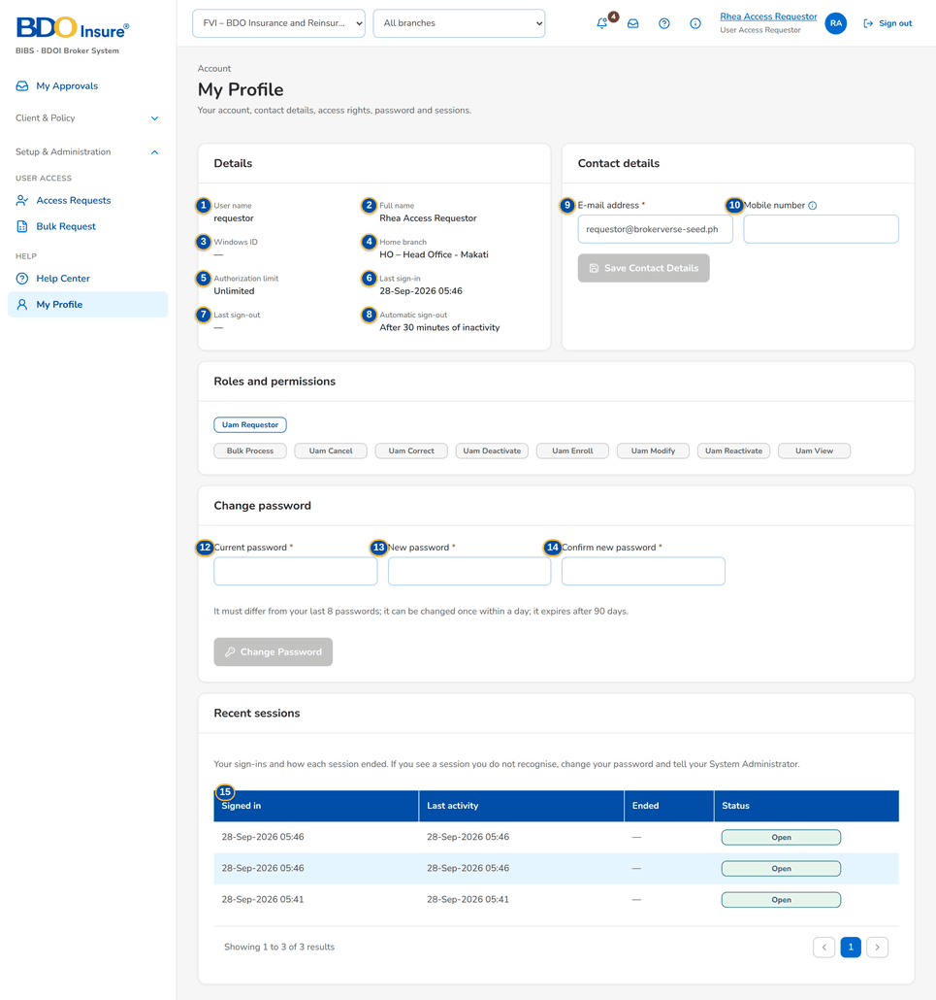 BDO Insure®
BIBS · BDOI Broker System
My Approvals
Client & Policy
Setup & Administration
USER ACCESS
Access Requests
Bulk Request
HELP
Help Center
My Profile
FVI – BDO Insurance and Reinsur...
All branches
4
Rhea Access Requestor
User Access Requestor
RA
Sign out
Account
My Profile
Your account, contact details, access rights, password and sessions.
Details
1 User name
requestor
2 Full name
Rhea Access Requestor
3 Windows ID
—
4 Home branch
HO – Head Office - Makati
5 Authorization limit
Unlimited
6 Last sign-in
28-Sep-2026 05:46
7 Last sign-out
—
8 Automatic sign-out
After 30 minutes of inactivity
Contact details
9 E-mail address *
requestor@brokerverse-seed.ph
10 Mobile number
Save Contact Details
Roles and permissions
Uam Requestor
Bulk Process Uam Cancel Uam Correct Uam Deactivate Uam Enroll Uam Modify Uam Reactivate Uam View
Change password
12 Current password * 13 New password * 14 Confirm new password *
It must differ from your last 8 passwords; it can be changed once within a day; it expires after 90 days.
Change Password
Recent sessions
Your sign-ins and how each session ended. If you see a session you do not recognise, change your password and tell your System Administrator.
15
Signed in Last activity Ended Status
28-Sep-2026 05:46 28-Sep-2026 05:46 — Open
28-Sep-2026 05:46 28-Sep-2026 05:46 — Open
28-Sep-2026 05:41 28-Sep-2026 05:41 — Open
Showing 1 to 3 of 3 results
1